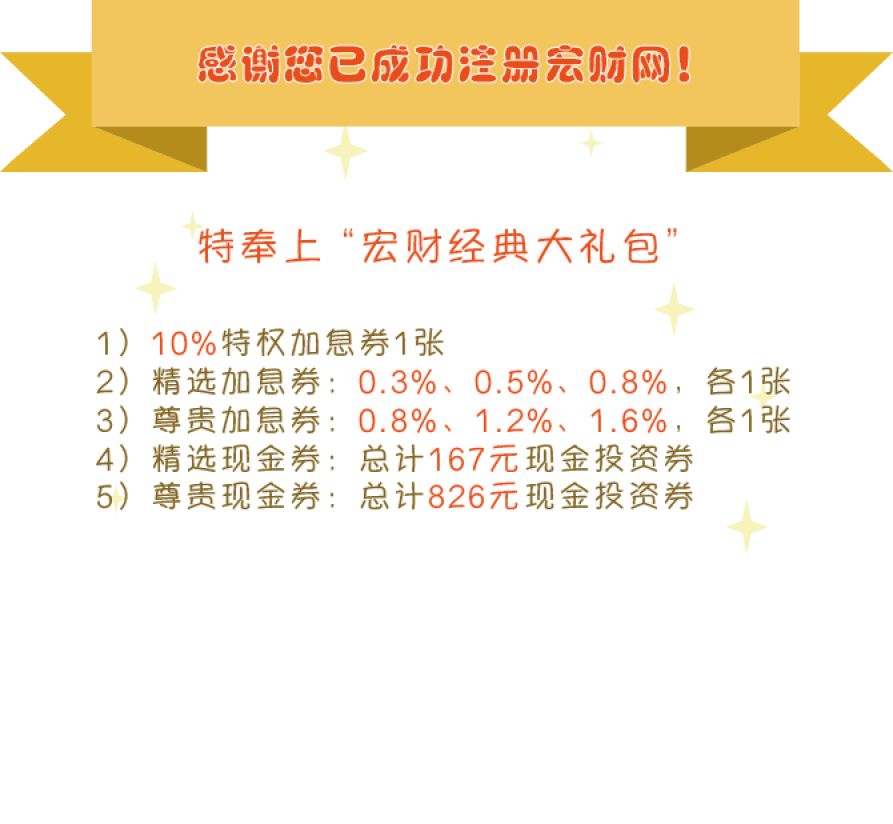 感谢您已成功注册宏财网！
特奉上“宏财经典大礼包”
1）10%特权加息券1张
2）精选加息券：0.3%、0.5%、0.8%，各1张
3）尊贵加息券：0.8%、1.2%、1.6%，各1张
4）精选现金券：总计167元现金投资券
5）尊贵现金券：总计826元现金投资券